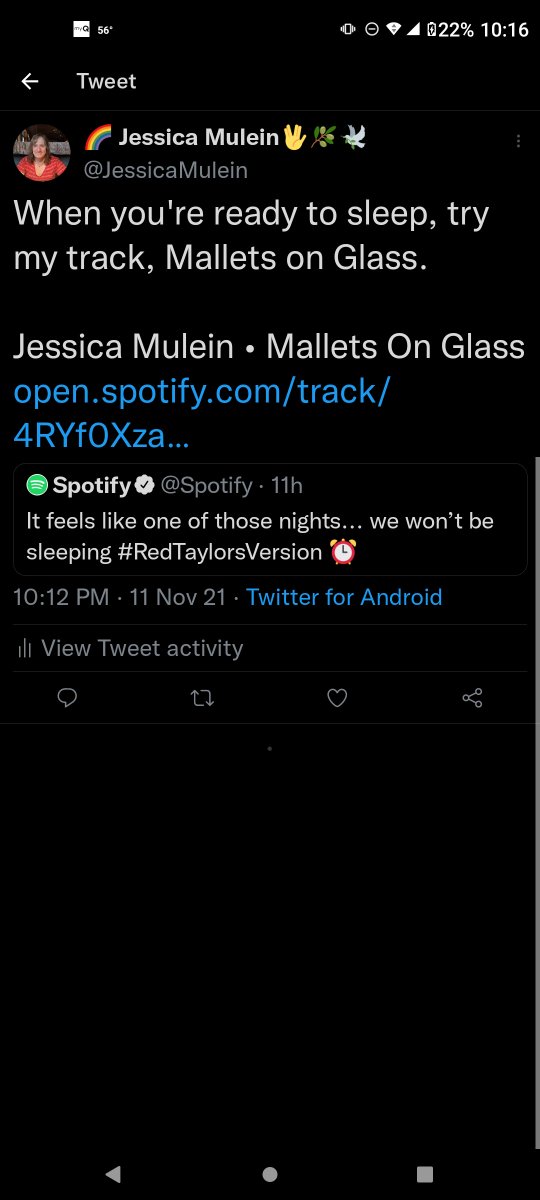 myQ 56° 22% 10:16
Tweet
🌈 Jessica Mulein🖖🌿🕊
@JessicaMulein
When you're ready to sleep, try
my track, Mallets on Glass.
Jessica Mulein • Mallets On Glass
open.spotify.com/track/
4RYf0Xza…
Spotify @Spotify · 11h
It feels like one of those nights… we won’t be
sleeping #RedTaylorsVersion ⏰
10:12 PM · 11 Nov 21 · Twitter for Android
View Tweet activity